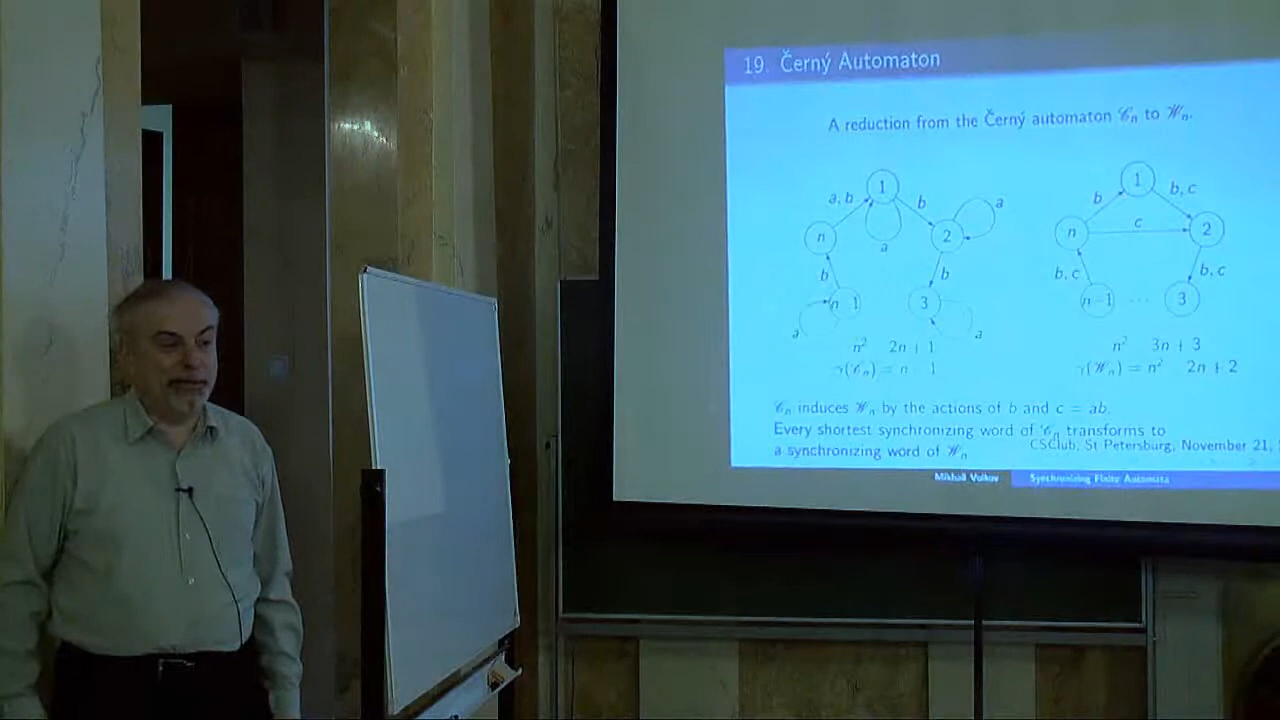 19. Černý Automaton
A reduction from the Černý automaton 𝒞n to 𝒲n.
1
a, b
b
a
n
2
a
b
b
n 1
3
a
a
n² 2n + 1
γ(𝒞n) = n 1
1
b
b, c
n
c
2
b, c
b, c
n−1
...
3
n² 3n + 3
γ(𝒲n) = n² 2n + 2
𝒞n induces 𝒲n by the actions of b and c = ab.
Every shortest synchronizing word of 𝒞n transforms to
a synchronizing word of 𝒲n
CSClub, St Petersburg, November 21,
Mikhail Volkov
Synchronizing Finite Automata